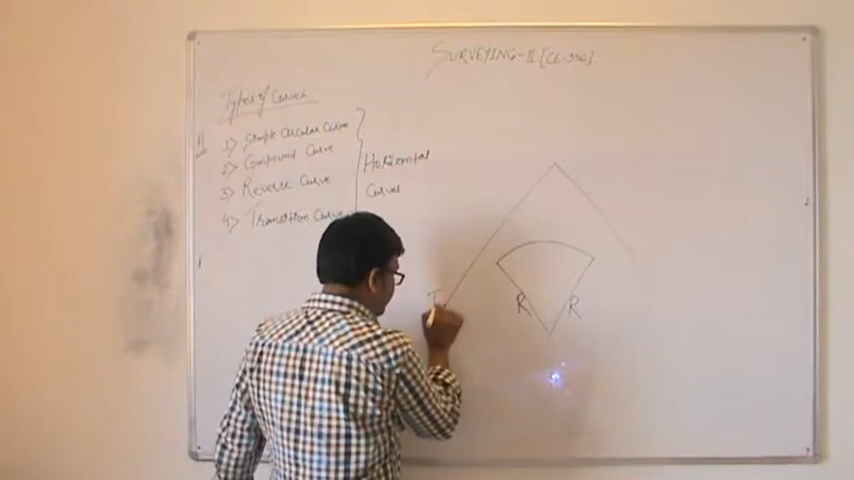 SURVEYING-II [CE-356]
Types of Curves
1) Simple Circular Curve
2) Compound Curve
3) Reverse Curve
4) Transition Curve
Horizontal
Curves
R R
T